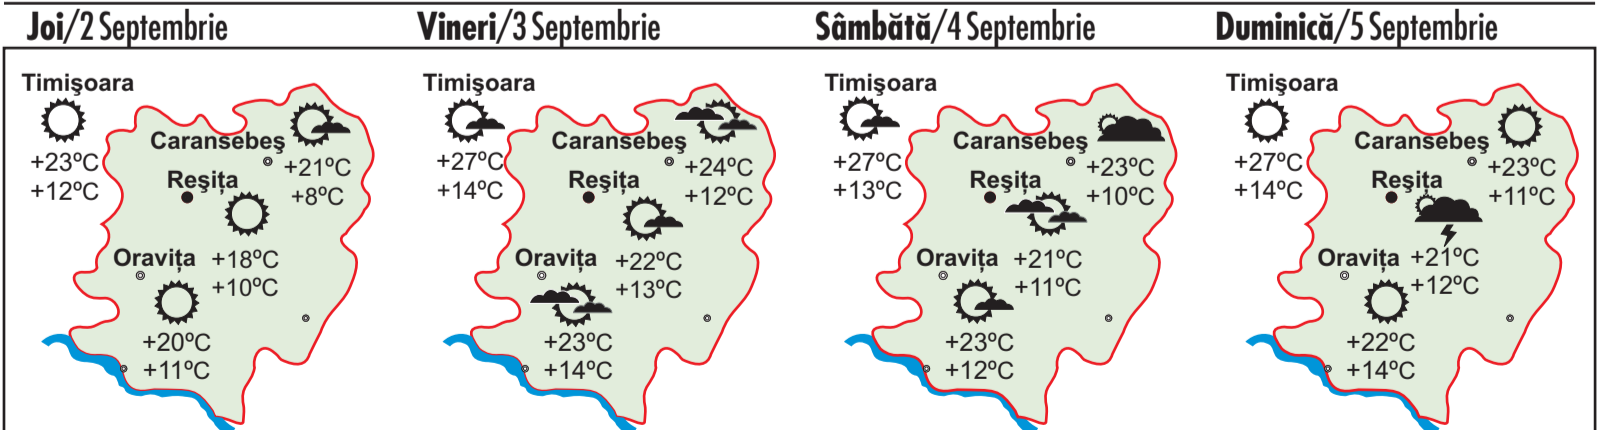 Joi/2 Septembrie
Timişoara
+23ºC
+12ºC
Caransebeş
+21ºC
+8ºC
Reşiţa
+18ºC
+10ºC
Oraviţa
+20ºC
+11ºC
Vineri/3 Septembrie
Timişoara
+27ºC
+14ºC
Caransebeş
+24ºC
+12ºC
Reşiţa
+22ºC
+13ºC
Oraviţa
+23ºC
+14ºC
Sâmbătă/4 Septembrie
Timişoara
+27ºC
+13ºC
Caransebeş
+23ºC
+10ºC
Reşiţa
+21ºC
+11ºC
Oraviţa
+23ºC
+12ºC
Duminică/5 Septembrie
Timişoara
+27ºC
+14ºC
Caransebeş
+23ºC
+11ºC
Reşiţa
+21ºC
+12ºC
Oraviţa
+22ºC
+14ºC